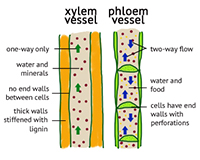 xylem
vessel
phloem
vessel
one-way only
water and
minerals
no end walls
between cells
thick walls
stiffened with
lignin
two-way flow
water and
food
cells have end
walls with
perforations